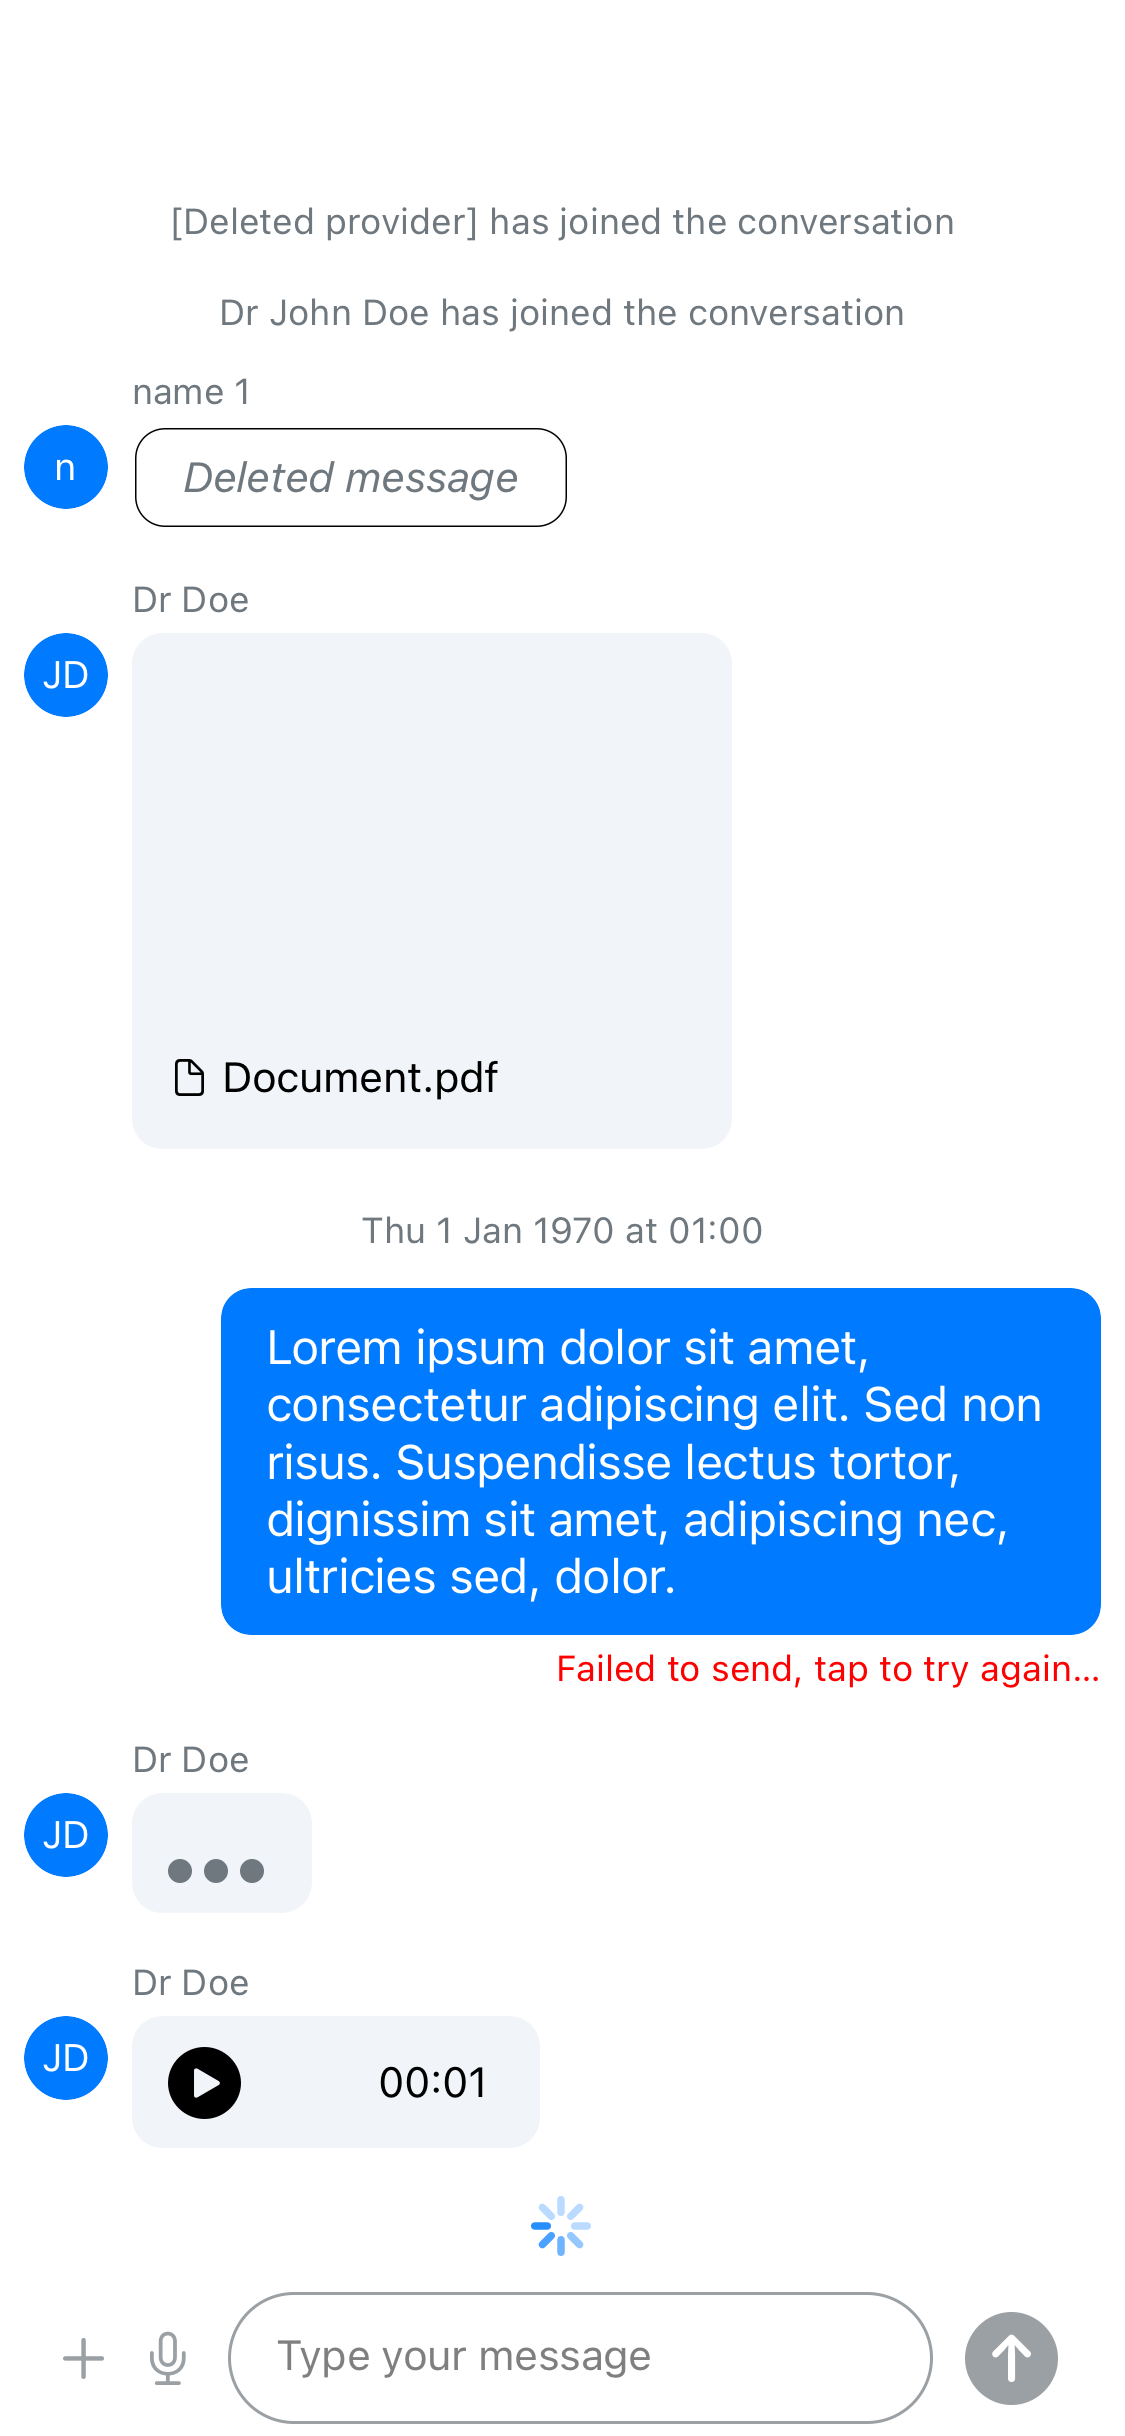 [Deleted provider] has joined the conversation
Dr John Doe has joined the conversation
name 1
n
Deleted message
Dr Doe
JD
Document.pdf
Thu 1 Jan 1970 at 01:00
Lorem ipsum dolor sit amet,
consectetur adipiscing elit. Sed non
risus. Suspendisse lectus tortor,
dignissim sit amet, adipiscing nec,
ultricies sed, dolor.
Failed to send, tap to try again...
Dr Doe
JD
Dr Doe
JD
00:01
Type your message